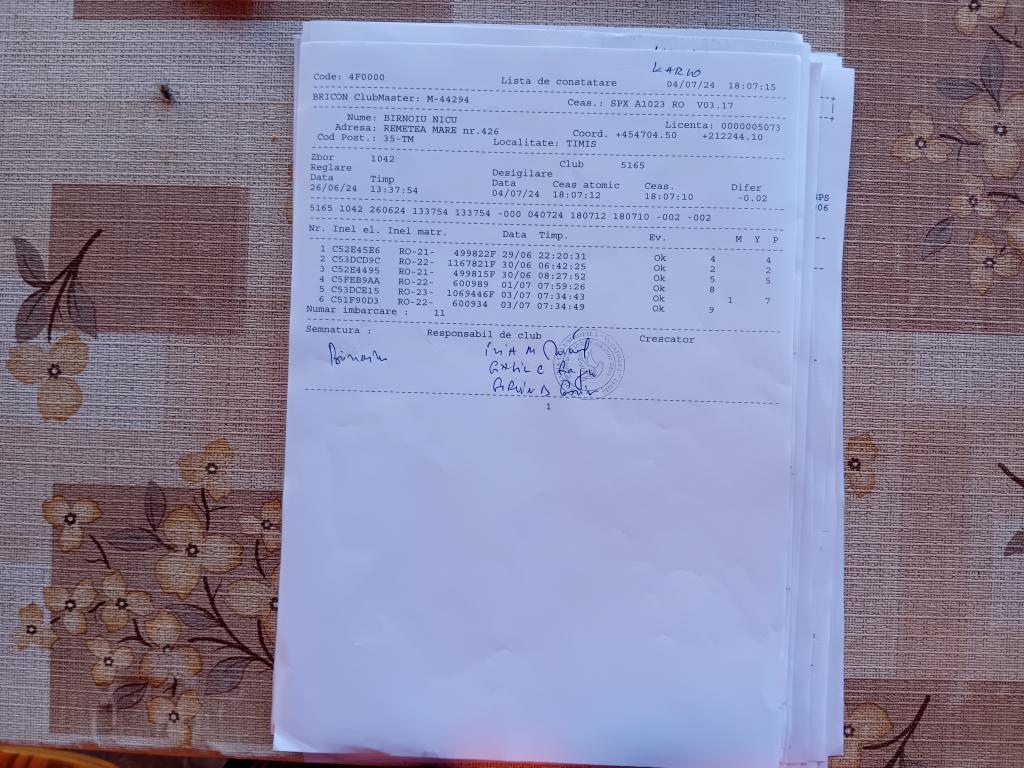 Code: 4F0000 Lista de constatare 04/07/24 18:07:15
BRICON ClubMaster: M-44294 Ceas.: SPX A1023 RO V03.17
Nume: BIRNOIU NICU Licenta: 0000005073
Adresa: REMETEA MARE nr.426 Coord. +454704.50 +212244.10
Cod Post.: 35-TM Localitate: TIMIS
Zbor 1042 Club 5165
Reglare Desigilare
Data Timp Data Ceas atomic Ceas. Difer
26/06/24 13:37:54 04/07/24 18:07:12 18:07:10 -0.02
5165 1042 260624 133754 133754 -000 040724 180712 180710 -002 -002
Nr. Inel el. Inel matr. Data Timp. Ev. M Y P
1 C52E45E6 RO-21- 499822F 29/06 22:20:31 Ok 4 4
2 C53DCD9C RO-22- 1167821F 30/06 06:42:25 Ok 2 2
3 C52E4495 RO-21- 499815F 30/06 08:27:52 Ok 5 5
4 C5FEB9AA RO-22- 600989 01/07 07:59:26 Ok 8
5 C53DCE15 RO-23- 1069446F 03/07 07:34:43 Ok 1 7
6 C51F90D3 RO-22- 600934 03/07 07:34:49 Ok 9
Numar imbarcare : 11
Semnatura : Responsabil de club Crescator
1